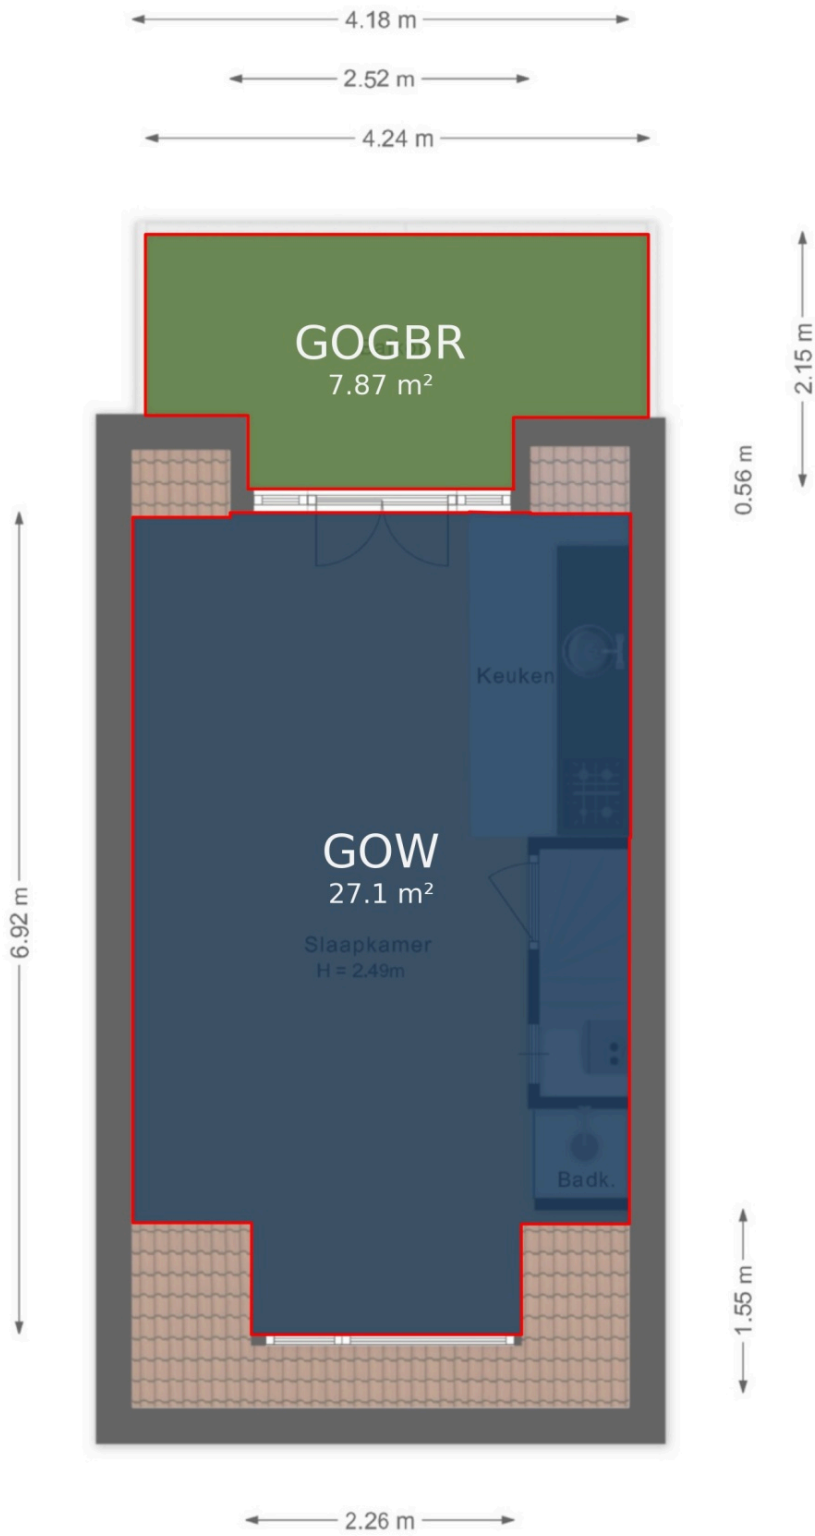 4.18 m
2.52 m
4.24 m
2.15 m
GOGBR
7.87 m²
0.56 m
Keuken
GOW
27.1 m²
6.92 m
Slaapkamer
H = 2.49m
Badk.
1.55 m
2.26 m